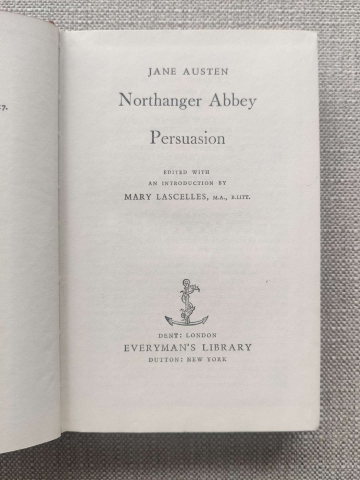 17.
JANE AUSTEN
Northanger Abbey
Persuasion
EDITED WITH
AN INTRODUCTION BY
MARY LASCELLES, M.A., B.LITT.
DENT: LONDON
EVERYMAN'S LIBRARY
DUTTON: NEW YORK